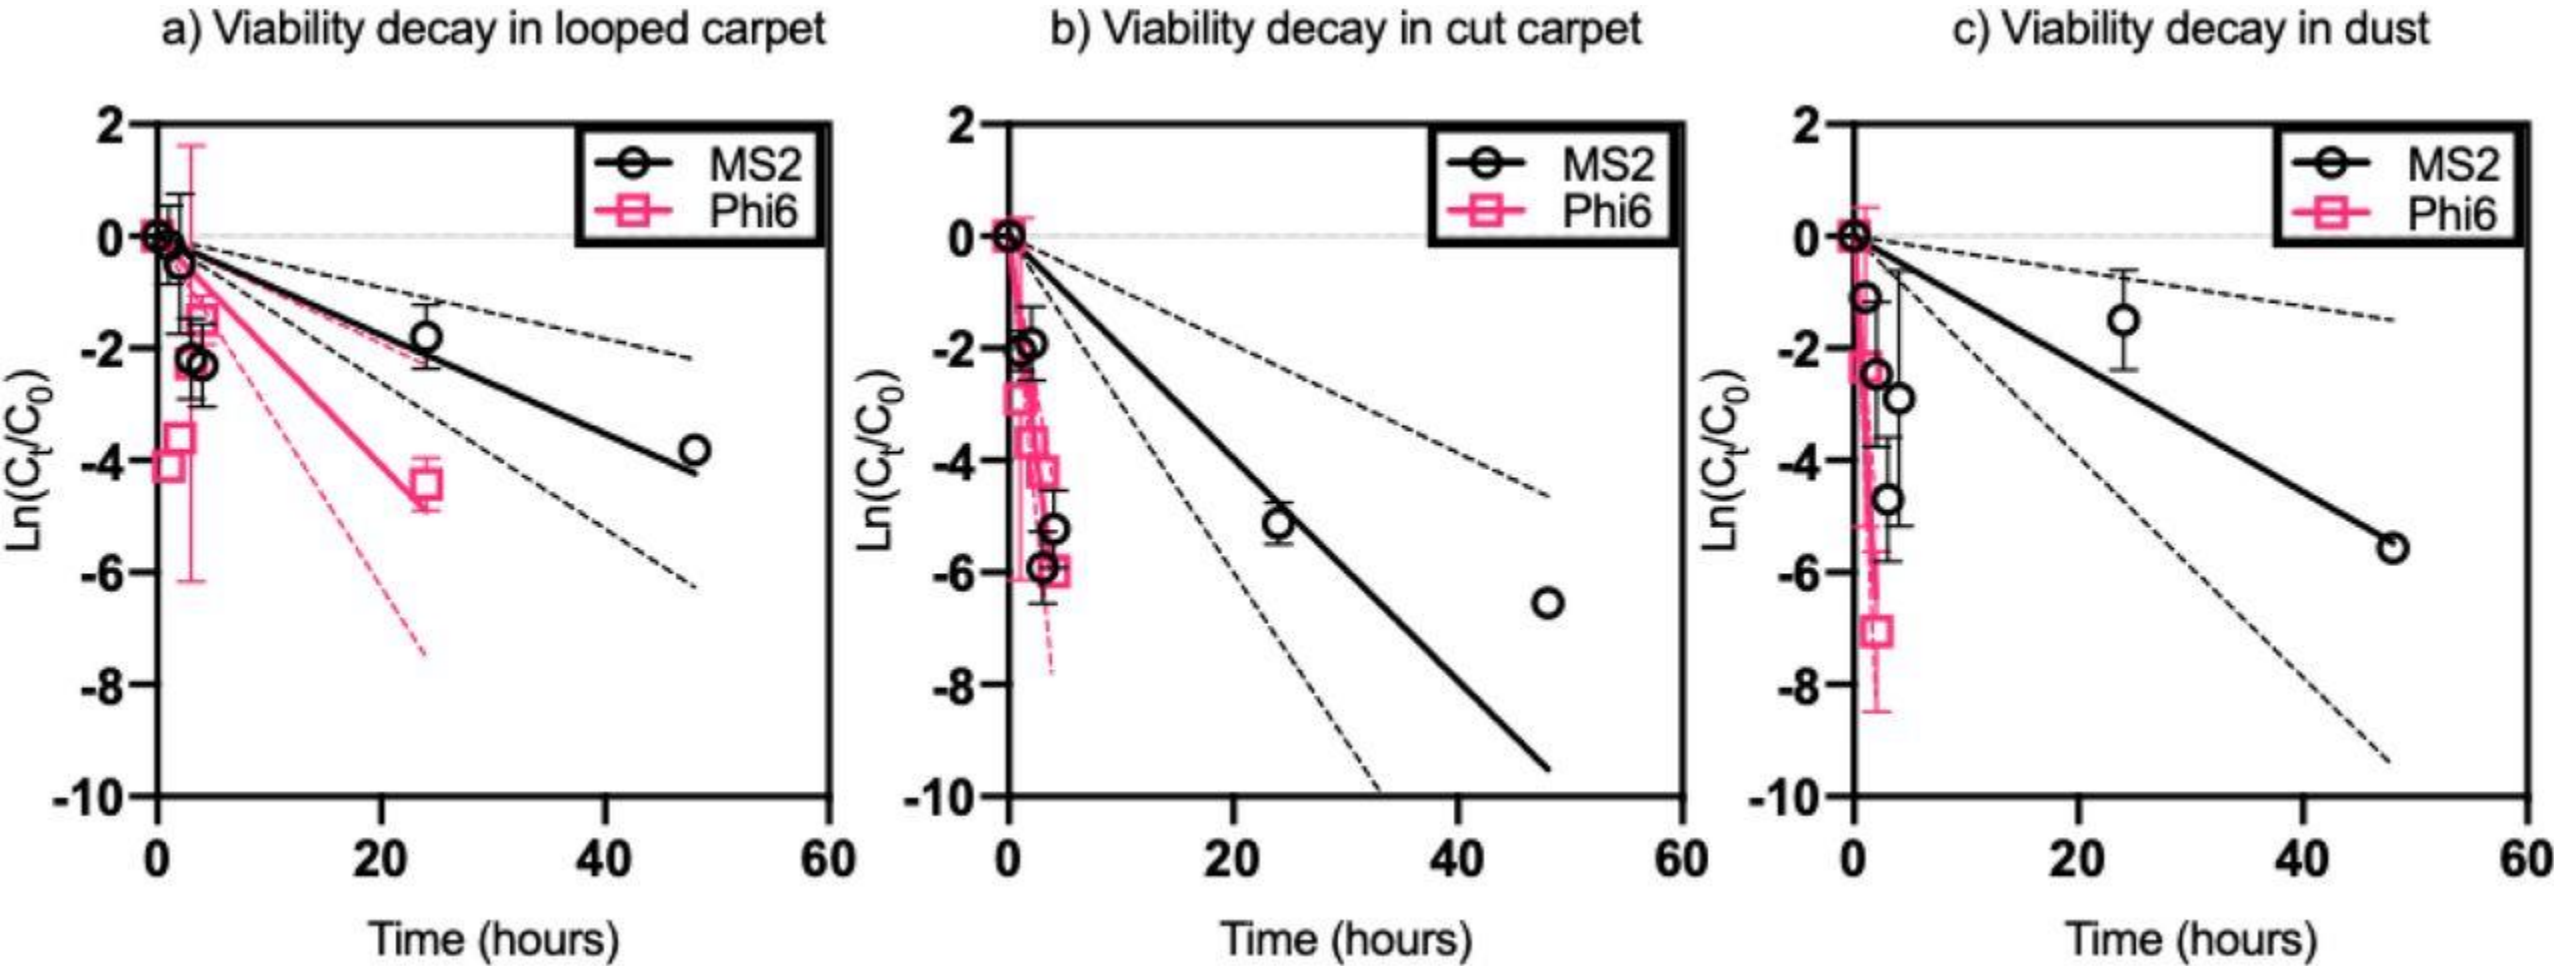 a) Viability decay in looped carpet
2
0
-2
-4
-6
-8
-10
0 20 40 60
Ln(Ct/C0)
Time (hours)
MS2
Phi6
b) Viability decay in cut carpet
2
0
-2
-4
-6
-8
-10
0 20 40 60
Ln(Ct/C0)
Time (hours)
MS2
Phi6
c) Viability decay in dust
2
0
-2
-4
-6
-8
-10
0 20 40 60
Ln(Ct/C0)
Time (hours)
MS2
Phi6